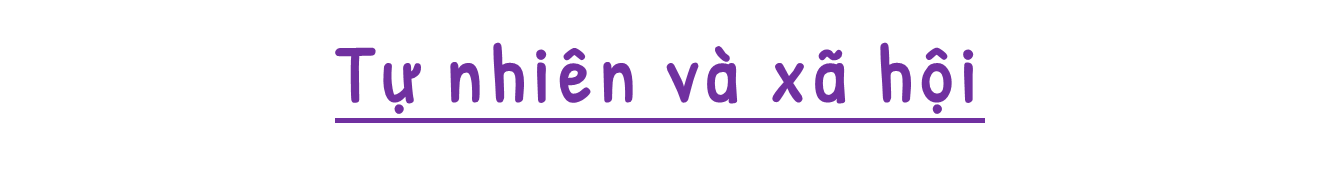 Tự nhiên và xã hội